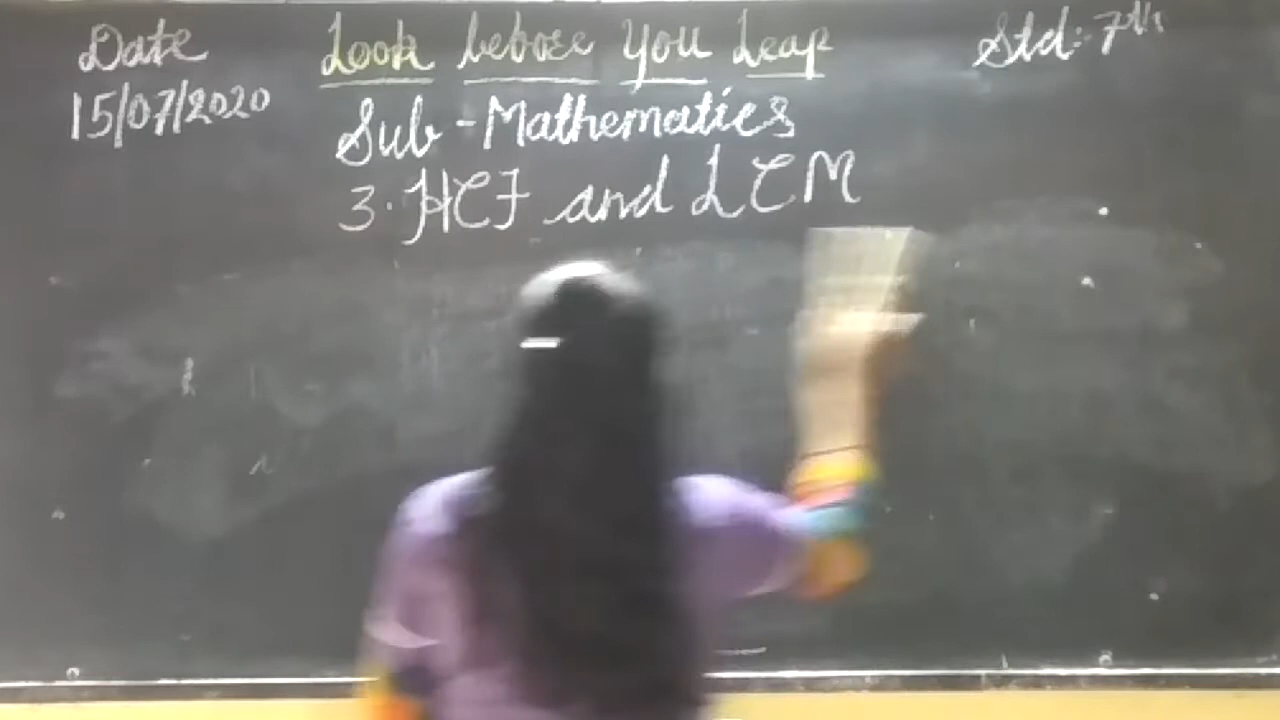 Date
Look before You Leap
Std: 7th
15/07/2020
Sub - Mathematics
3. HCF and LCM